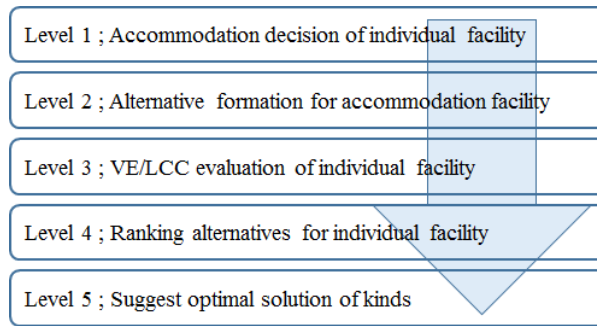 Level 1 ; Accommodation decision of individual facility
Level 2 ; Alternative formation for accommodation facility
Level 3 ; VE/LCC evaluation of individual facility
Level 4 ; Ranking alternatives for individual facility
Level 5 ; Suggest optimal solution of kinds